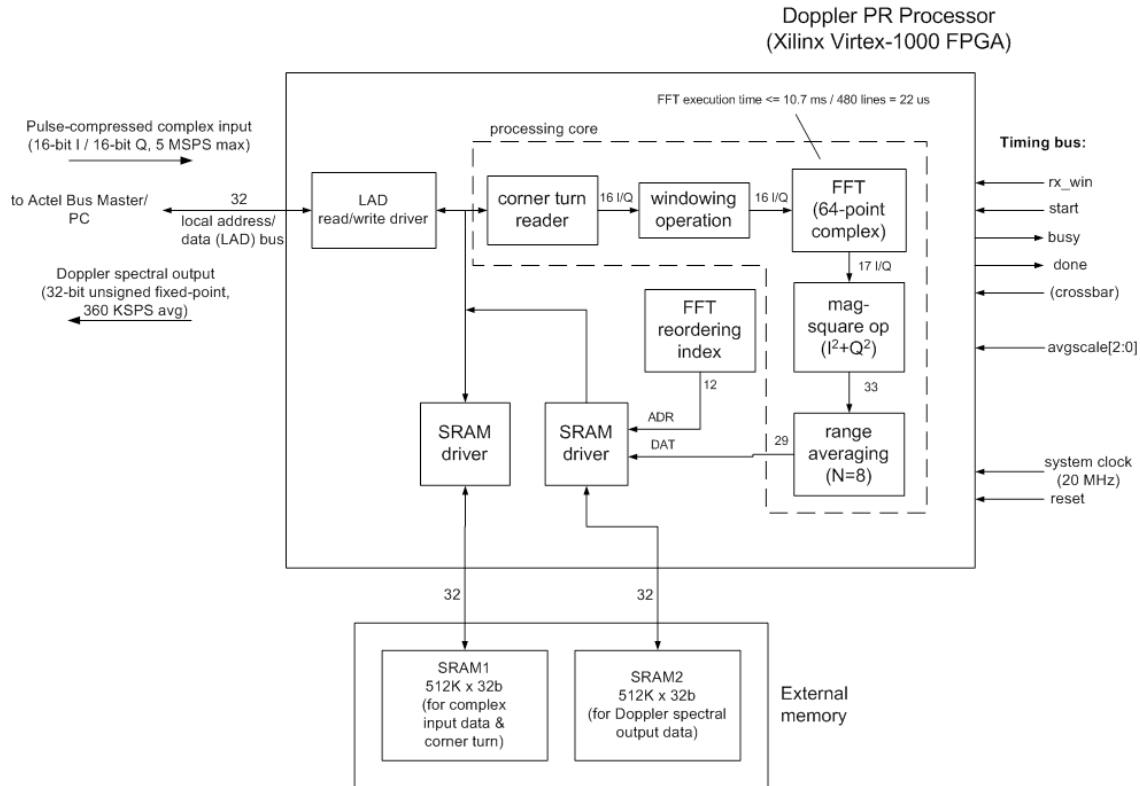 Doppler PR Processor
(Xilinx Virtex-1000 FPGA)
FFT execution time <= 10.7 ms / 480 lines = 22 us
Pulse-compressed complex input
(16-bit I / 16-bit Q, 5 MSPS max)
processing core
Timing bus:
to Actel Bus Master/
PC
32
local address/
data (LAD) bus
LAD
read/write driver
corner turn
reader
16 I/Q
windowing
operation
16 I/Q
FFT
(64-point
complex)
rx_win
start
busy
done
(crossbar)
avgscale[2:0]
system clock
(20 MHz)
reset
Doppler spectral output
(32-bit unsigned fixed-point,
360 KSPS avg)
17 I/Q
FFT
reordering
index
mag-
square op
(I²+Q²)
12
33
SRAM
driver
SRAM
driver
ADR
DAT
29
range
averaging
(N=8)
32
32
SRAM1
512K x 32b
(for complex
input data &
corner turn)
SRAM2
512K x 32b
(for Doppler spectral
output data)
External
memory